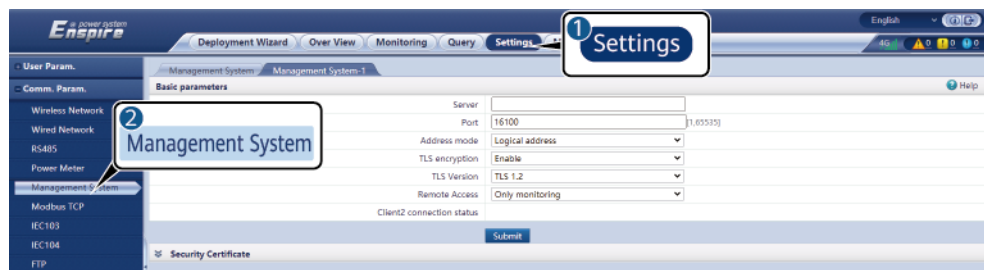 Enspire
e power system
English
Deployment Wizard Over View Monitoring Query Settings
1
Settings
4G 0 0 0
User Param.
Management System Management System-1
Comm. Param.
Basic parameters
Help
Wireless Network
Wired Network
RS485
Power Meter
Management System
Modbus TCP
IEC103
IEC104
FTP
2
Management System
Server
Port 16100 [1,65535]
Address mode Logical address
TLS encryption Enable
TLS Version TLS 1.2
Remote Access Only monitoring
Client2 connection status
Submit
Security Certificate